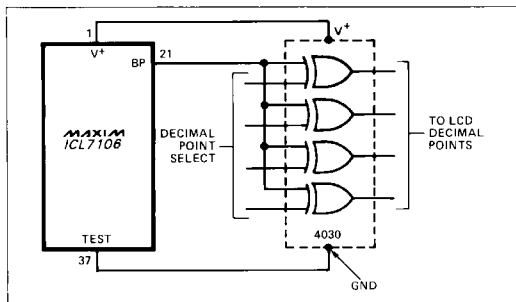 1
V+
V+
BP
21
MAXIM
ICL7106
DECIMAL
POINT
SELECT
TO LCD
DECIMAL
POINTS
TEST
4030
37
GND